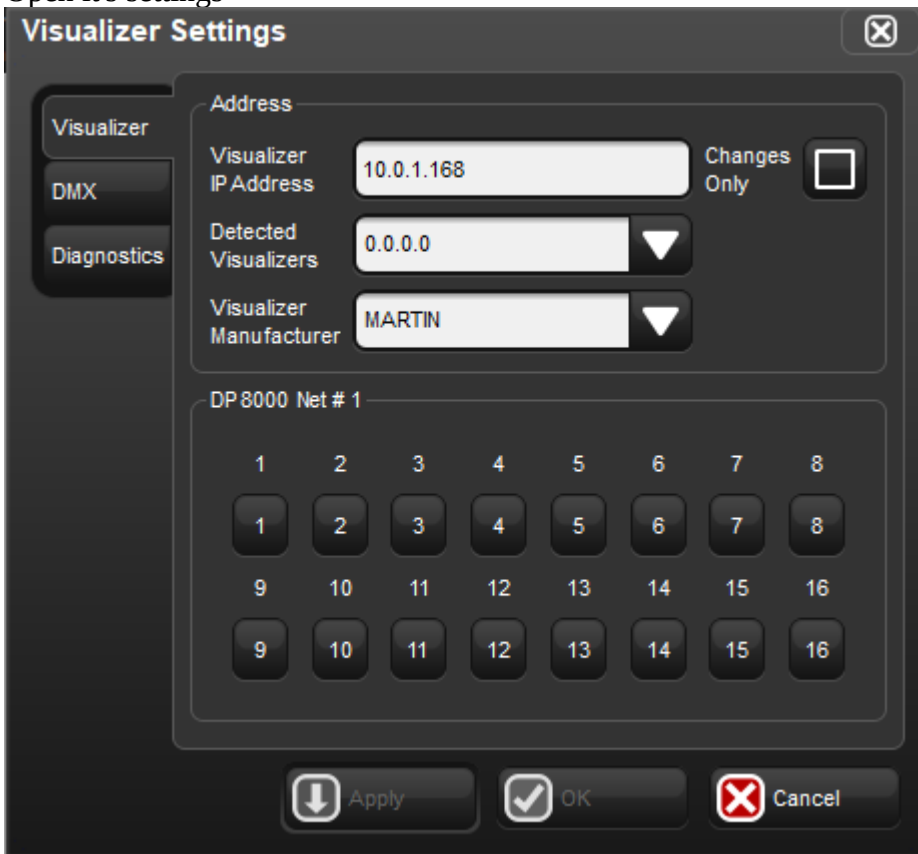 Open it's settings
Visualizer Settings
Visualizer
DMX
Diagnostics
Address
Visualizer
IP Address
10.0.1.168
Changes
Only
Detected
Visualizers
0.0.0.0
Visualizer
Manufacturer
MARTIN
DP 8000 Net # 1
1 2 3 4 5 6 7 8
1 2 3 4 5 6 7 8
9 10 11 12 13 14 15 16
9 10 11 12 13 14 15 16
Apply
OK
Cancel